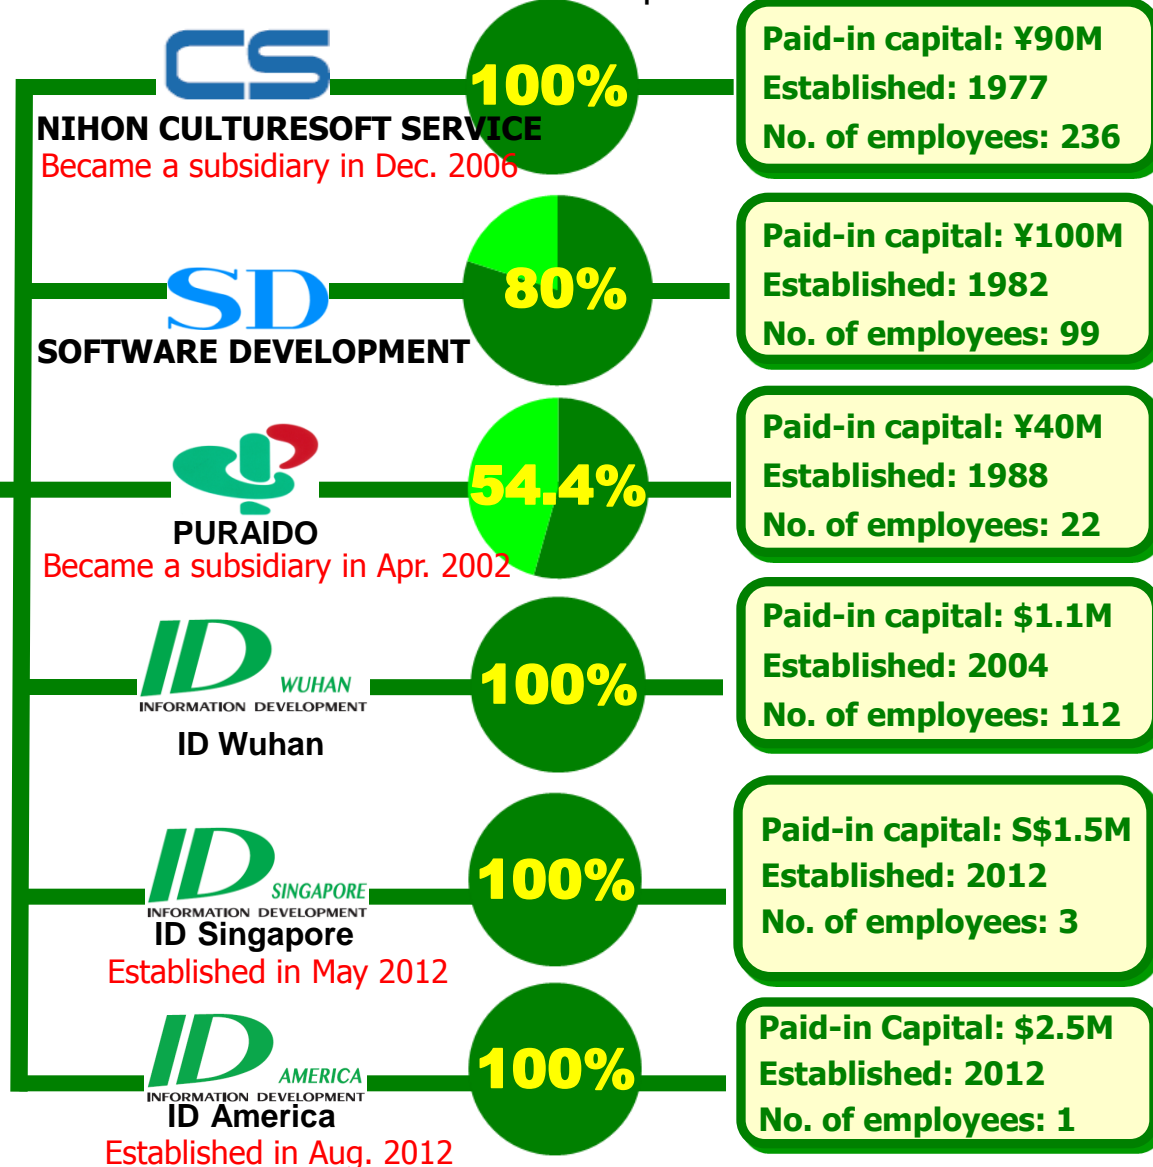 CS
100%
Paid-in capital: ¥90M
Established: 1977
No. of employees: 236
NIHON CULTURESOFT SERVICE
Became a subsidiary in Dec. 2006
SD
80%
Paid-in capital: ¥100M
Established: 1982
No. of employees: 99
SOFTWARE DEVELOPMENT
54.4%
Paid-in capital: ¥40M
Established: 1988
No. of employees: 22
PURAIDO
Became a subsidiary in Apr. 2002
ID WUHAN
INFORMATION DEVELOPMENT
100%
Paid-in capital: $1.1M
Established: 2004
No. of employees: 112
ID Wuhan
ID SINGAPORE
INFORMATION DEVELOPMENT
100%
Paid-in capital: S$1.5M
Established: 2012
No. of employees: 3
ID Singapore
Established in May 2012
ID AMERICA
INFORMATION DEVELOPMENT
100%
Paid-in Capital: $2.5M
Established: 2012
No. of employees: 1
ID America
Established in Aug. 2012